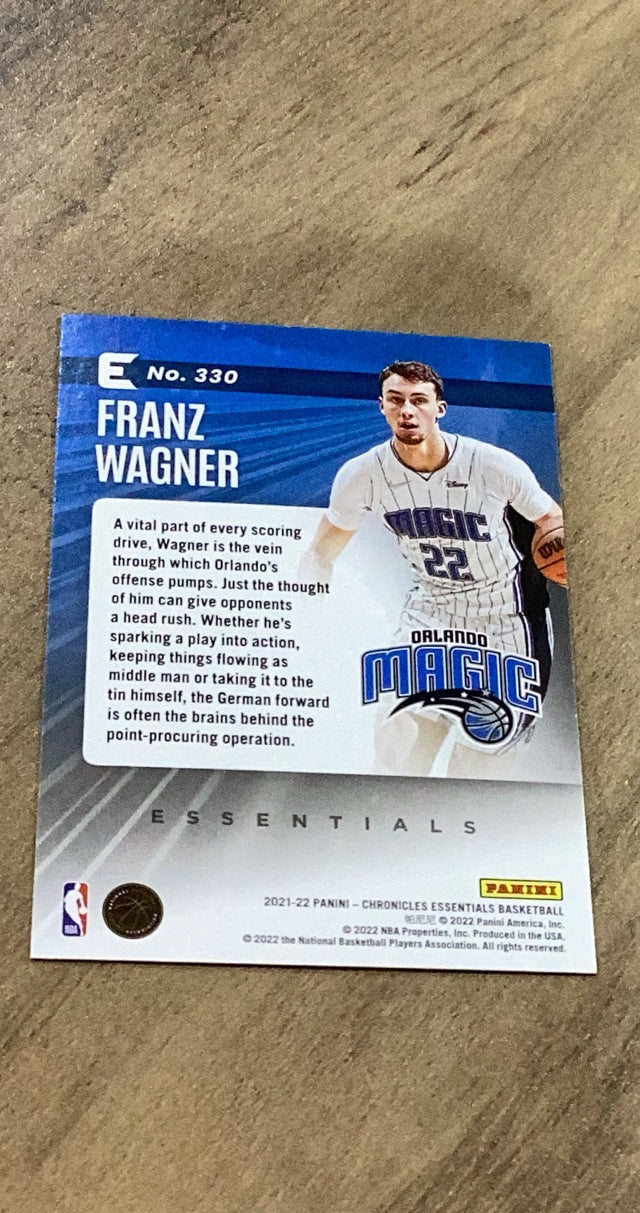 E No. 330
FRANZ
WAGNER
Disney
MAGIC
22
A vital part of every scoring
drive, Wagner is the vein
through which Orlando's
offense pumps. Just the thought
of him can give opponents
a head rush. Whether he's
sparking a play into action,
keeping things flowing as
middle man or taking it to the
tin himself, the German forward
is often the brains behind the
point-procuring operation.
ORLANDO
MAGIC
ESSENTIALS
PANINI
NBA
2021-22 PANINI – CHRONICLES ESSENTIALS BASKETBALL
帕尼尼 © 2022 Panini America, Inc.
© 2022 NBA Properties, Inc. Produced in the USA.
© 2022 the National Basketball Players Association. All rights reserved.